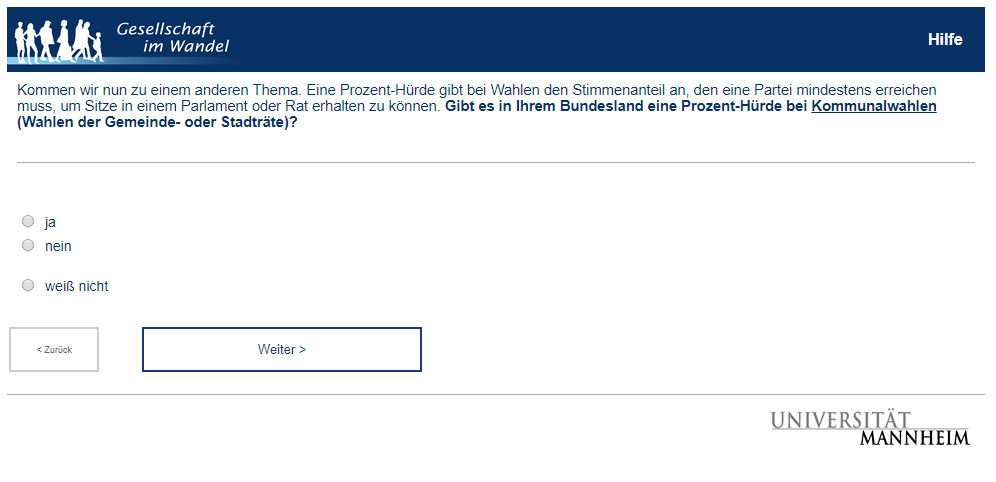 Gesellschaft
im Wandel
Hilfe
Kommen wir nun zu einem anderen Thema. Eine Prozent-Hürde gibt bei Wahlen den Stimmenanteil an, den eine Partei mindestens erreichen
muss, um Sitze in einem Parlament oder Rat erhalten zu können. Gibt es in Ihrem Bundesland eine Prozent-Hürde bei Kommunalwahlen
(Wahlen der Gemeinde- oder Stadträte)?
ja
nein
weiß nicht
< Zurück
Weiter >
UNIVERSITÄT
MANNHEIM